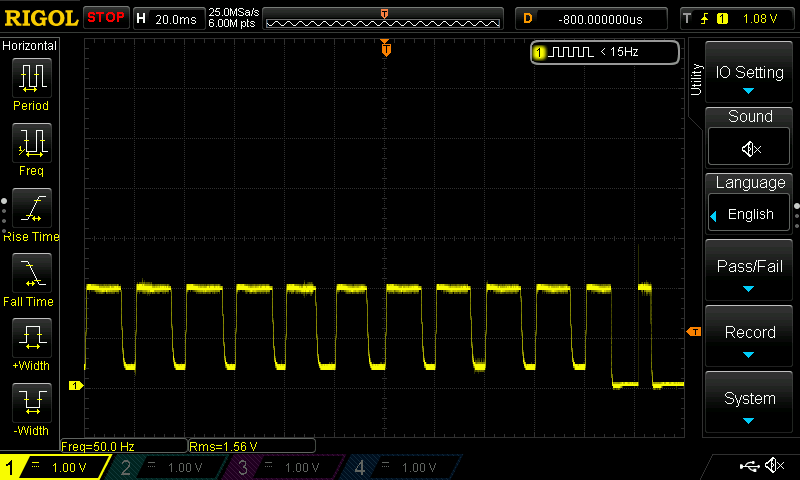 RIGOL STOP H 20.0ms 25.0MSa/s 6.00M pts T D -800.000000us T 1 1.08 V
Horizontal
T
1 < 15Hz
Utility
IO Setting
Period
Sound
Freq
Language
English
Rise Time
Pass/Fail
Fall Time
T
Record
+Width
1
System
-Width
Freq=50.0 Hz Rms=1.56 V
1 = 1.00 V 2 = 1.00 V 3 = 1.00 V 4 = 1.00 V